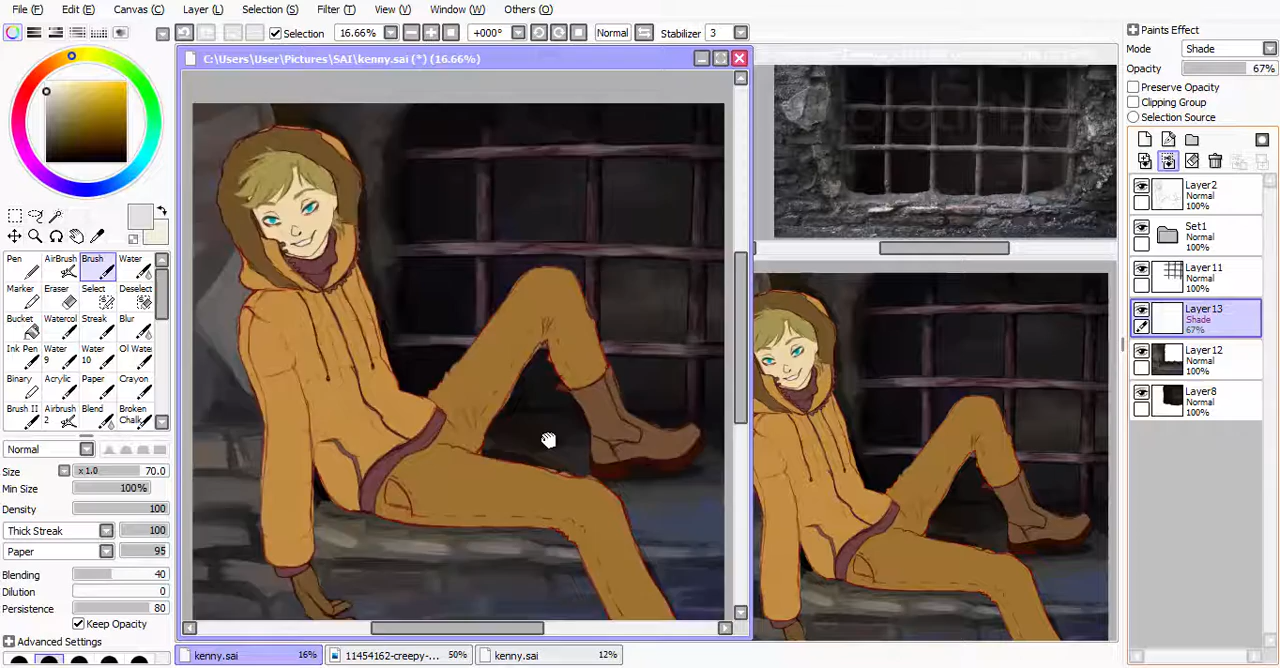 File (F) Edit (E) Canvas (C) Layer (L) Selection (S) Filter (T) View (V) Window (W) Others (O)
Selection 16.66% +000° Normal Stabilizer 3
C:\Users\User\Pictures\SAI\kenny.sai (*) (16.66%)
Paints Effect
Mode Shade
Opacity 67%
Preserve Opacity
Clipping Group
Selection Source
Layer2
Normal
100%
Set1
Normal
100%
Layer11
Normal
100%
Layer13
Shade
67%
Layer12
Normal
100%
Layer8
Normal
100%
Pen AirBrush Brush Water
Marker Eraser Select Deselect
Bucket Watercol Streak Blur
Ink Pen Water 9 Water 10 Oil Water
Binary Acrylic Paper Crayon
Brush II 2 Airbrush 2 Blend Broken Chalk
Normal
Size x 1.0 70.0
Min Size 100%
Density 100
Thick Streak 100
Paper 95
Blending 40
Dilution 0
Persistence 80
Keep Opacity
Advanced Settings
kenny.sai 16% 11454162-creepy-... 50% kenny.sai 12%